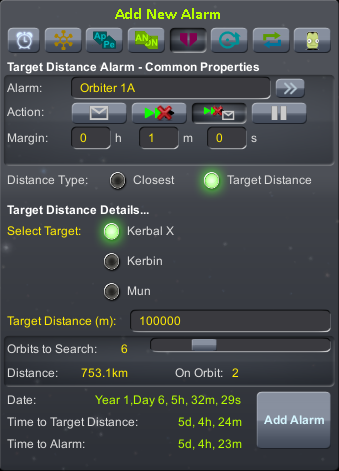 Add New Alarm
Ap Pe AN DN
Target Distance Alarm - Common Properties
Alarm: Orbiter 1A
Action:
Margin: 0 h 1 m 0 s
Distance Type: Closest Target Distance
Target Distance Details...
Select Target: Kerbal X
Kerbin
Mun
Target Distance (m): 100000
Orbits to Search: 6
Distance: 753.1km On Orbit: 2
Date: Year 1,Day 6, 5h, 32m, 29s
Time to Target Distance: 5d, 4h, 24m
Time to Alarm: 5d, 4h, 23m
Add Alarm